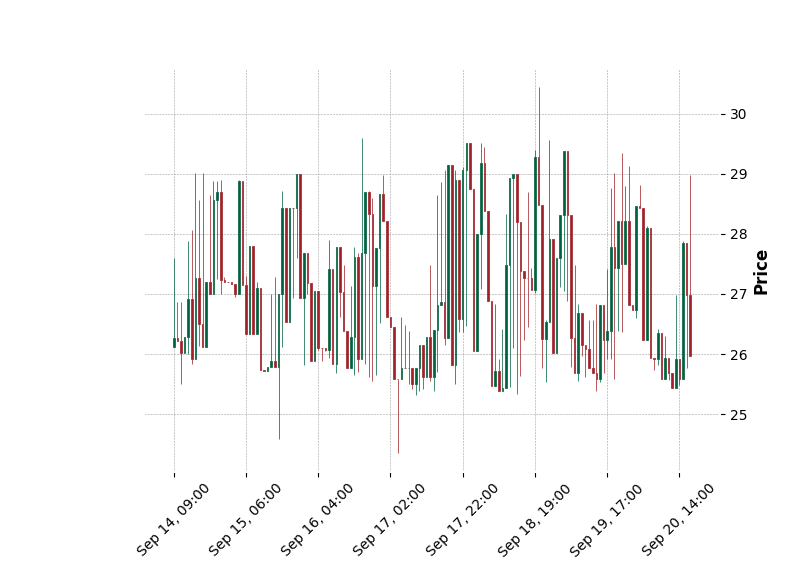 30
29
28
27
26
25
Price
Sep 14, 09:00
Sep 15, 06:00
Sep 16, 04:00
Sep 17, 02:00
Sep 17, 22:00
Sep 18, 19:00
Sep 19, 17:00
Sep 20, 14:00